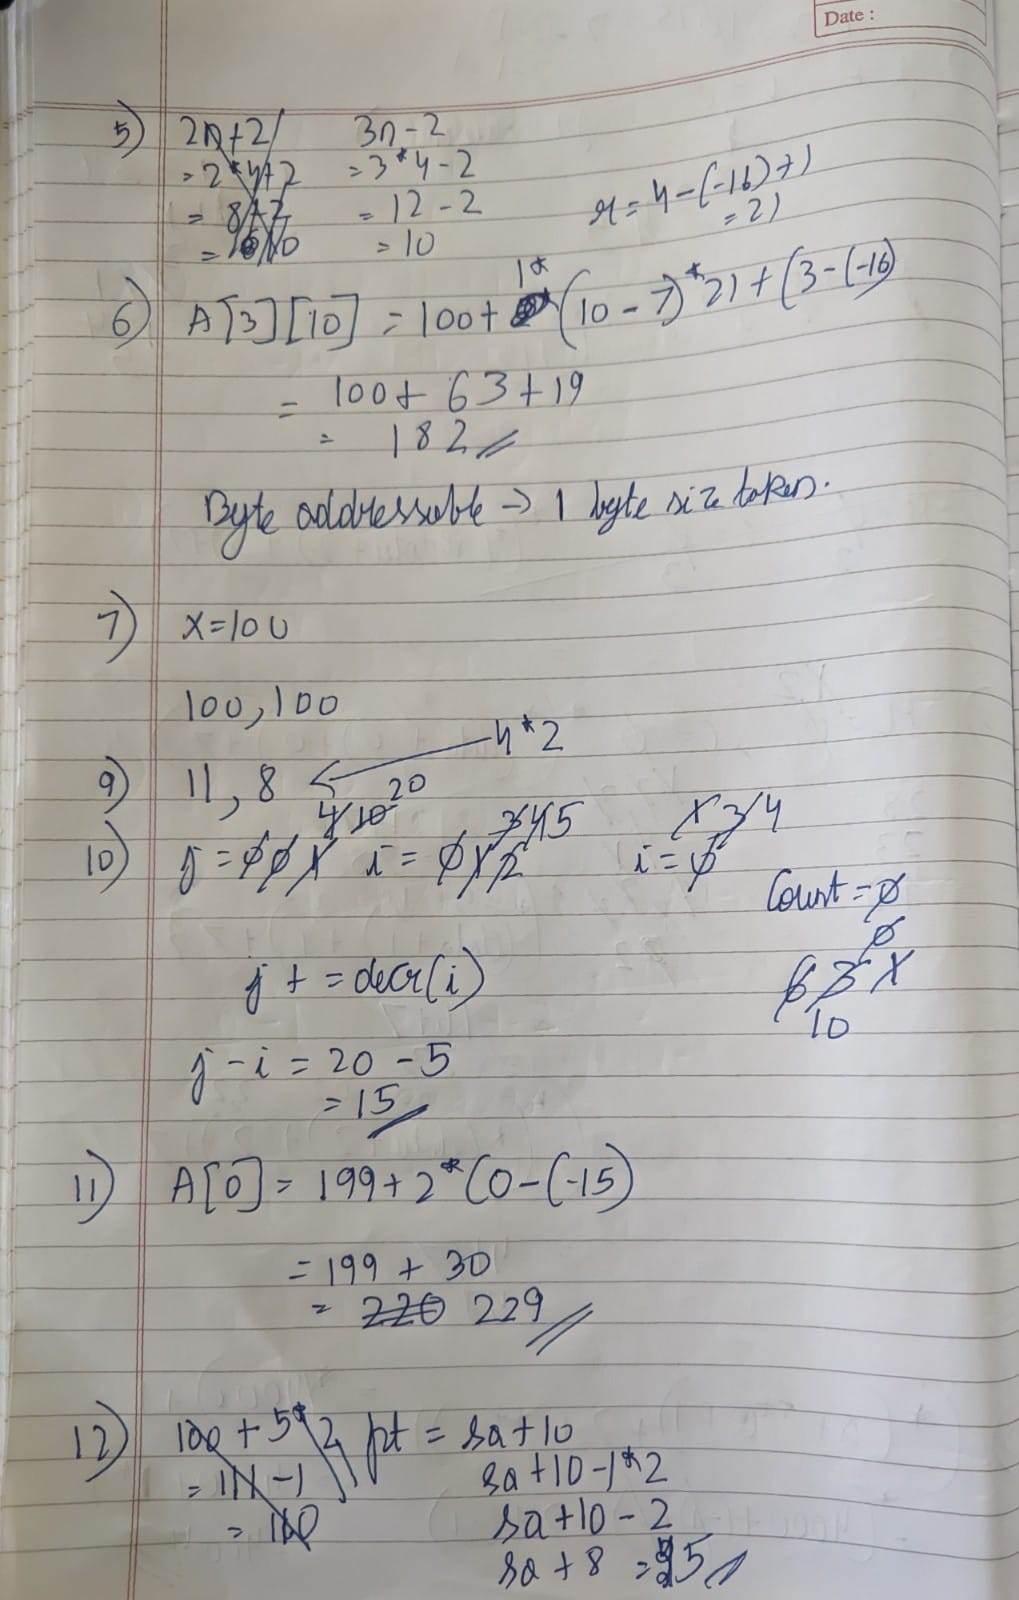 Date :
5) 2n+2 3n-2
= 2*4+2 = 3*4-2
= 8+2 = 12-2 r = 4-(-16)+1
= 10 = 10 = 21
1*
6) A[3][10] = 100+ (10-7)*21+(3-(-16)
= 100+ 63+19
= 182
Byte addressable → 1 byte size taken.
7) x=100
100, 100
4*2
9) 11, 8
4 10 20 3 4 5 1 3 4
10) j = 0 0 1 i = 0 1 2 i = 0
Count = 0
0
j + = decr(i) 6 3 1
10
j - i = 20 - 5
= 15
11) A[0] = 199+2*(0-(-15)
= 199 + 30
= 220 229
12) 100+5*2 pt = sa+10
= 111-1 sa+10-1*2
= 110 sa+10-2
sa+8 = 5